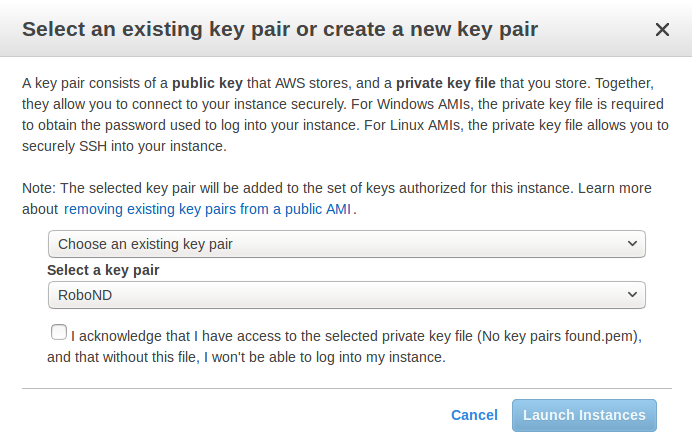 Select an existing key pair or create a new key pair
A key pair consists of a public key that AWS stores, and a private key file that you store. Together,
they allow you to connect to your instance securely. For Windows AMIs, the private key file is required
to obtain the password used to log into your instance. For Linux AMIs, the private key file allows you to
securely SSH into your instance.
Note: The selected key pair will be added to the set of keys authorized for this instance. Learn more
about removing existing key pairs from a public AMI .
Choose an existing key pair
Select a key pair
RoboND
I acknowledge that I have access to the selected private key file (No key pairs found.pem),
and that without this file, I won't be able to log into my instance.
Cancel Launch Instances